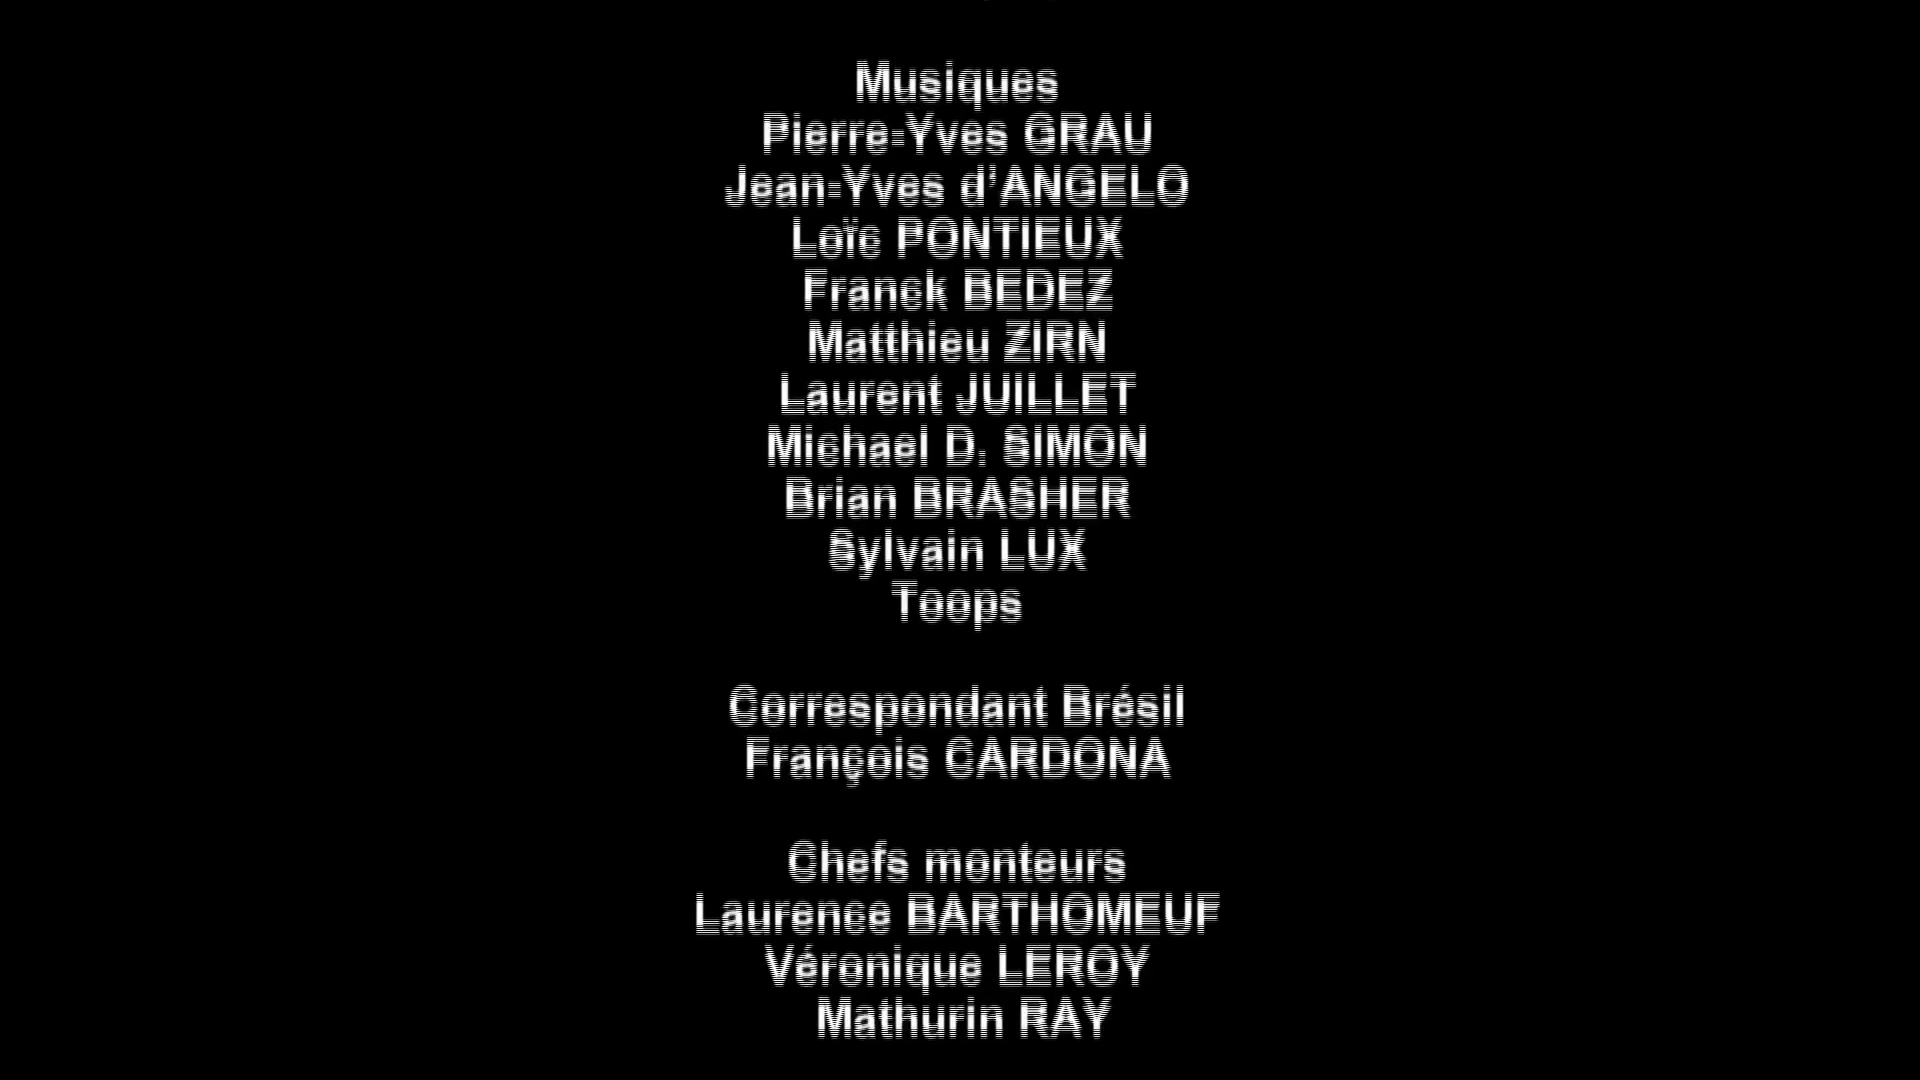 Musiques
Pierre-Yves GRAU
Jean-Yves d'ANGELO
Loïc PONTIEUX
Franck BEDEZ
Matthieu ZIRN
Laurent JUILLET
Michael D. SIMON
Brian BRASHER
Sylvain LUX
Toops
Correspondant Brésil
François CARDONA
Chefs monteurs
Laurence BARTHOMEUF
Véronique LEROY
Mathurin RAY